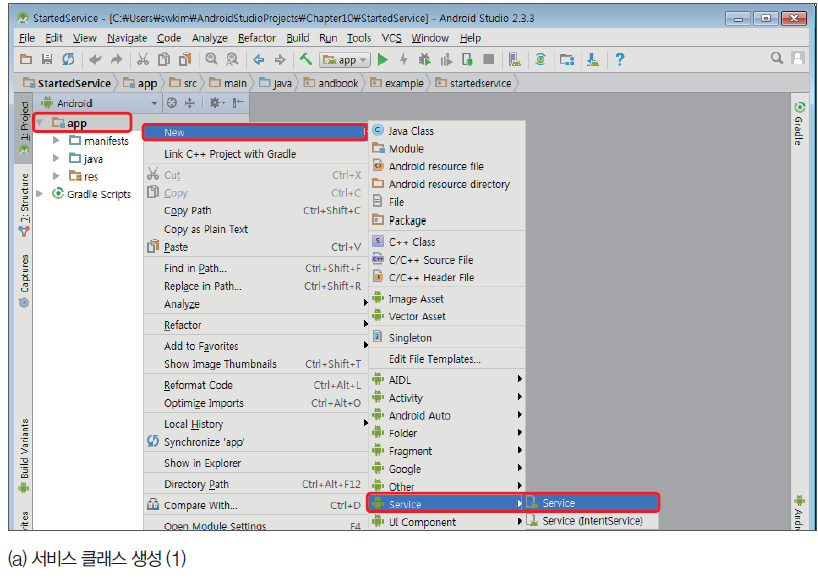 StartedService - [C:₩Users₩swkim₩AndroidStudioProjects₩Chapter10₩StartedService] - Android Studio 2.3.3
File Edit View Navigate Code Analyze Refactor Build Run Tools VCS Window Help
app
StartedService app src main java andbook example startedservice
1: Project
Android
app
manifests
java
res
Gradle Scripts
7: Structure
Captures
Build Variants
New
Link C++ Project with Gradle
Cut Ctrl+X
Copy Ctrl+C
Copy Path Ctrl+Shift+C
Copy as Plain Text
Paste Ctrl+V
Find in Path... Ctrl+Shift+F
Replace in Path... Ctrl+Shift+R
Analyze
Refactor
Add to Favorites
Show Image Thumbnails Ctrl+Shift+T
Reformat Code Ctrl+Alt+L
Optimize Imports Ctrl+Alt+O
Local History
Synchronize 'app'
Show in Explorer
Directory Path Ctrl+Alt+F12
Compare With... Ctrl+D
Open Module Settings F4
Java Class
Module
Android resource file
Android resource directory
File
Package
C++ Class
C/C++ Source File
C/C++ Header File
Image Asset
Vector Asset
Singleton
Edit File Templates...
AIDL
Activity
Android Auto
Folder
Fragment
Google
Other
Service
UI Component
Service
Service (IntentService)
Gradle
(a) 서비스 클래스 생성 (1)